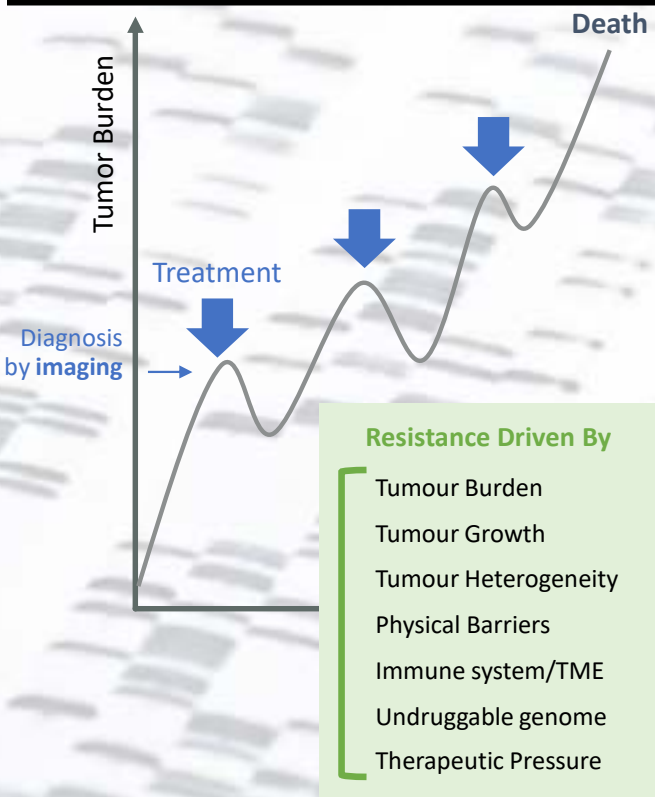 Death
Tumor Burden
Treatment
Diagnosis
by imaging
Resistance Driven By
Tumour Burden
Tumour Growth
Tumour Heterogeneity
Physical Barriers
Immune system/TME
Undruggable genome
Therapeutic Pressure